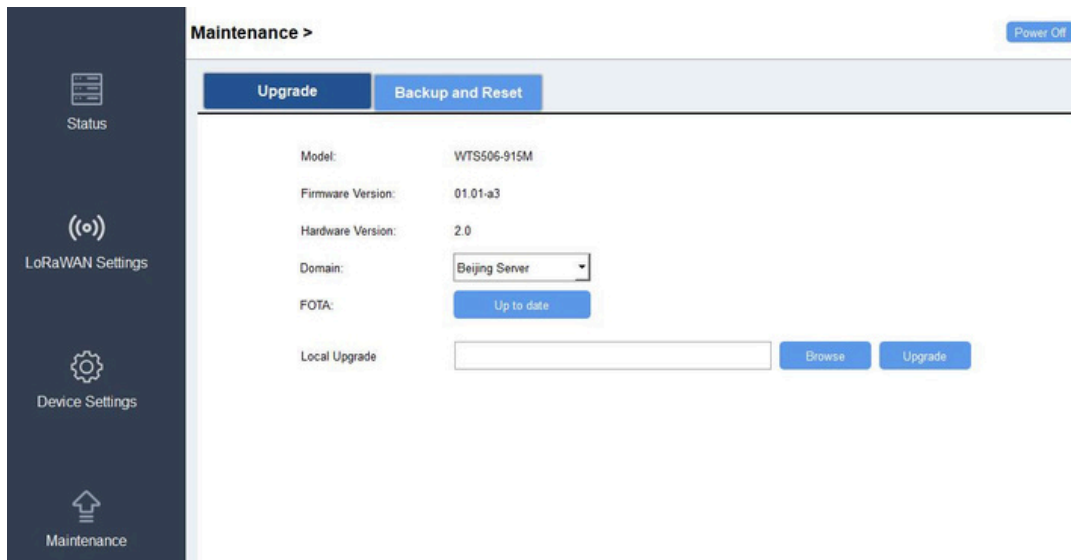 Maintenance >
Power Off
Status
LoRaWAN Settings
Device Settings
Maintenance
Upgrade
Backup and Reset
Model: WTS506-915M
Firmware Version: 01.01-a3
Hardware Version: 2.0
Domain: Beijing Server
FOTA: Up to date
Local Upgrade Browse Upgrade